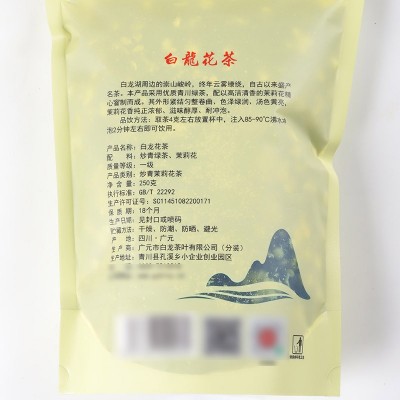 白龍花茶
白龙湖周边的崇山峻岭，终年云雾缭绕，自古以来盛产
名茶。本产品采用优质青川绿茶，配以高洁清香的茉莉花精
心窨制而成。其外形紧结匀整卷曲，色泽绿润，汤色黄亮，
茉莉花香纯正浓郁、滋味醇厚、耐冲泡。
品饮方法：取茶4克左右放置杯中，注入85-90℃沸水冲
泡2分钟左右即可饮用。
产品名称：白龙花茶
配 料：炒青绿茶、茉莉花
质量等级：一级
产品类别：炒青茉莉花茶
净 含 量：250克
执行标准：GB/T 22292
生产许可证号：SC11451082200171
保 质 期：18个月
生产日期：见封口或喷码
贮藏方法：干燥、防潮、防晒、避光
产 地：四川·广元
生 产 商：广元市白龙茶叶有限公司（分装）
生产地址：青川县孔溪乡小企业创业园区